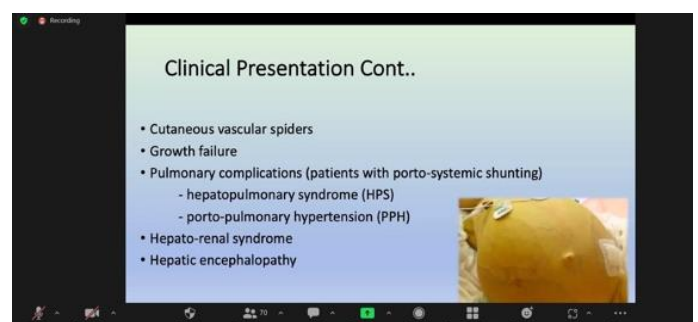 Recording
Clinical Presentation Cont..
• Cutaneous vascular spiders
• Growth failure
• Pulmonary complications (patients with porto-systemic shunting)
- hepatopulmonary syndrome (HPS)
- porto-pulmonary hypertension (PPH)
• Hepato-renal syndrome
• Hepatic encephalopathy
70